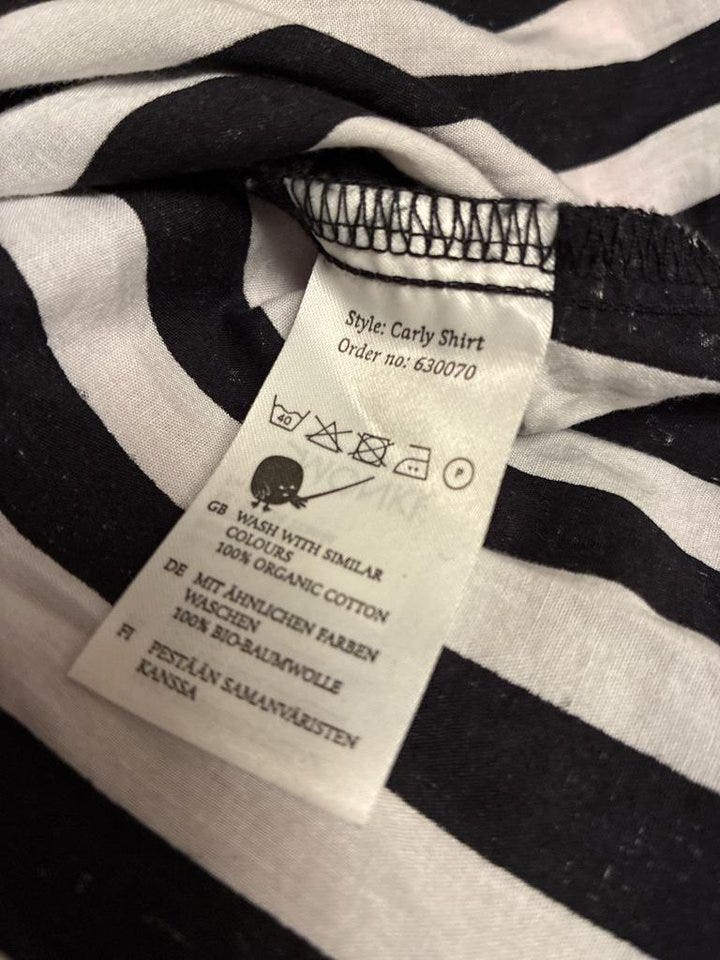 Style: Carly Shirt
Order no: 630070
40 P
GB WASH WITH SIMILAR
COLOURS
100% ORGANIC COTTON
DE MIT ÄHNLICHEN FARBEN
WASCHEN
100% BIO-BAUMWOLLE
FI PESTÄÄN SAMANVÄRISTEN
KANSSA